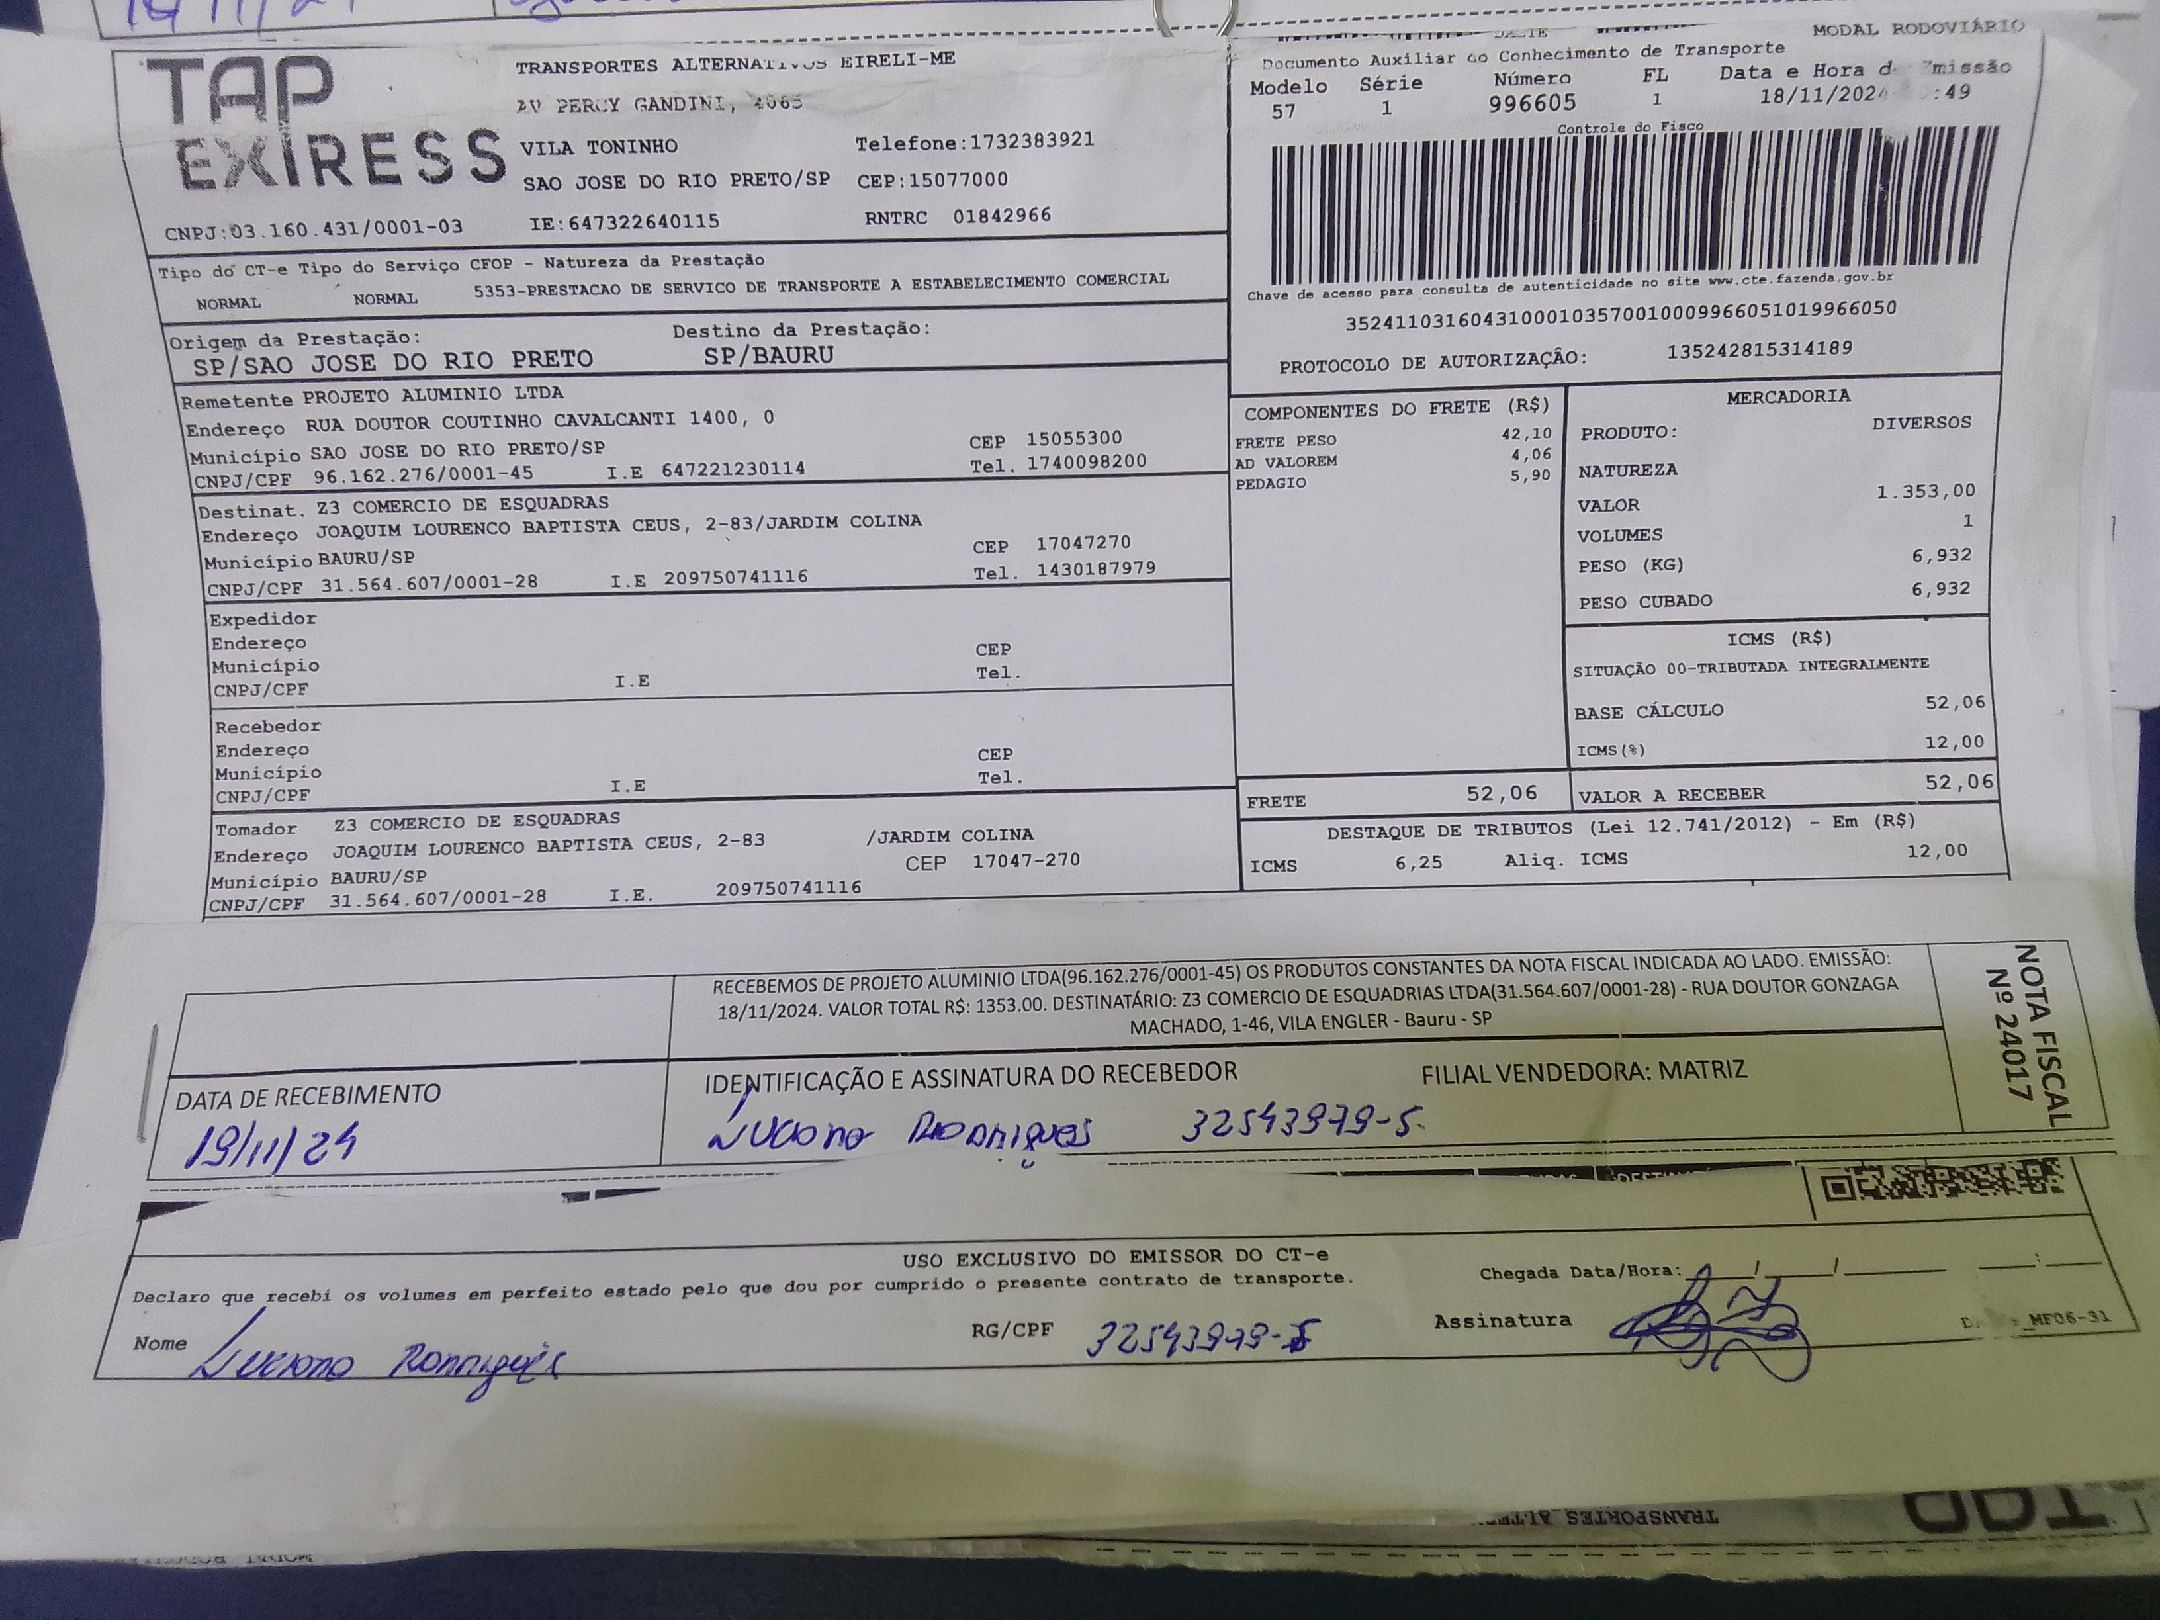 TAP
EXPRESS
TRANSPORTES ALTERNATIVOS EIRELI-ME
AV PERCY GANDINI, 4065
VILA TONINHO Telefone:1732383921
SAO JOSE DO RIO PRETO/SP CEP:15077000
CNPJ:03.160.431/0001-03 IE:647322640115 RNTRC 01842966
MODAL RODOVIÁRIO
Documento Auxiliar do Conhecimento de Transporte
Modelo Série Número FL Data e Hora de Emissão
57 1 996605 1 18/11/2024 :49
Controle do Fisco
Chave de acesso para consulta de autenticidade no site www.cte.fazenda.gov.br
35241103160431000103570010009966051019966050
PROTOCOLO DE AUTORIZAÇÂO: 135242815314189
Tipo do CT-e Tipo do Serviço CFOP - Natureza da Prestação
NORMAL NORMAL 5353-PRESTACAO DE SERVICO DE TRANSPORTE A ESTABELECIMENTO COMERCIAL
Origem da Prestação: Destino da Prestação:
SP/SAO JOSE DO RIO PRETO SP/BAURU
Remetente PROJETO ALUMINIO LTDA
Endereço RUA DOUTOR COUTINHO CAVALCANTI 1400, 0
Município SAO JOSE DO RIO PRETO/SP CEP 15055300
CNPJ/CPF 96.162.276/0001-45 I.E 647221230114 Tel. 1740098200
Destinat. Z3 COMERCIO DE ESQUADRAS
Endereço JOAQUIM LOURENCO BAPTISTA CEUS, 2-83/JARDIM COLINA
Município BAURU/SP CEP 17047270
CNPJ/CPF 31.564.607/0001-28 I.E 209750741116 Tel. 1430187979
Expedidor
Endereço CEP
Município Tel.
CNPJ/CPF I.E
Recebedor
Endereço CEP
Município Tel.
CNPJ/CPF I.E
Tomador Z3 COMERCIO DE ESQUADRAS
Endereço JOAQUIM LOURENCO BAPTISTA CEUS, 2-83 /JARDIM COLINA
Município BAURU/SP CEP 17047-270
CNPJ/CPF 31.564.607/0001-28 I.E. 209750741116
COMPONENTES DO FRETE (R$)
FRETE PESO 42,10
AD VALOREM 4,06
PEDAGIO 5,90
MERCADORIA
PRODUTO: DIVERSOS
NATUREZA
VALOR 1.353,00
VOLUMES 1
PESO (KG) 6,932
PESO CUBADO 6,932
ICMS (R$)
SITUAÇÃO 00-TRIBUTADA INTEGRALMENTE
BASE CÁLCULO 52,06
ICMS(%) 12,00
FRETE 52,06 VALOR A RECEBER 52,06
DESTAQUE DE TRIBUTOS (Lei 12.741/2012) - Em (R$)
ICMS 6,25 Aliq. ICMS 12,00
RECEBEMOS DE PROJETO ALUMINIO LTDA(96.162.276/0001-45) OS PRODUTOS CONSTANTES DA NOTA FISCAL INDICADA AO LADO. EMISSÃO:
18/11/2024. VALOR TOTAL R$: 1353.00. DESTINATÁRIO: Z3 COMERCIO DE ESQUADRIAS LTDA(31.564.607/0001-28) - RUA DOUTOR GONZAGA
MACHADO, 1-46, VILA ENGLER - Bauru - SP
NOTA FISCAL
Nº 24017
DATA DE RECEBIMENTO IDENTIFICAÇÃO E ASSINATURA DO RECEBEDOR FILIAL VENDEDORA: MATRIZ
19/11/24 Luciano Rodrigues 32543979-5
USO EXCLUSIVO DO EMISSOR DO CT-e
Declaro que recebi os volumes em perfeito estado pelo que dou por cumprido o presente contrato de transporte. Chegada Data/Hora: / / :
Nome Luciano Rodrigues RG/CPF 32543979-5 Assinatura
_MF06-31
TRANSPORTES
TAP